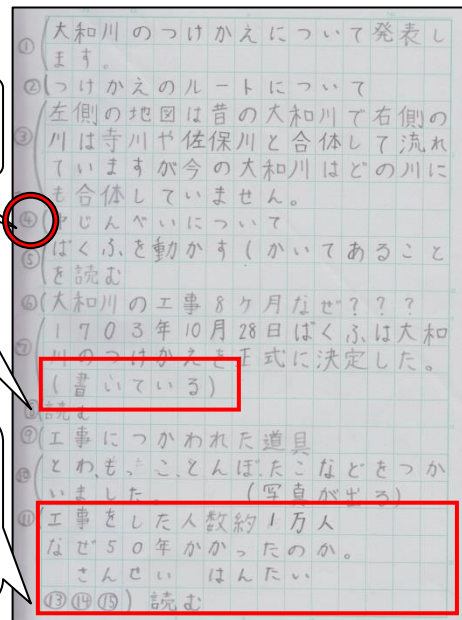 ①大和川のつけかえについて発表し
ます。
②つけかえのルートについて
左側の地図は昔の大和川で右側の
③川は寺川や佐保川と合体して流れ
ていますが今の大和川はどの川に
も合体していません。
④じんべいについて
⑤ばくふを動かす(かいてあること
を読む
⑥大和川の工事8ケ月なぜ???
1703年10月28日ばくふは大和
⑦川のつけかえを正式に決定した。
(書いている)
⑧読む
⑨工事につかわれた道具
⑩とわ、もっこ、とんぼ、たこなどをつか
いました。(写真が出る)
⑪工事をした人数約1万人
なぜ50年かかったのか。
さんせい はんたい
⑬⑭⑮)読む